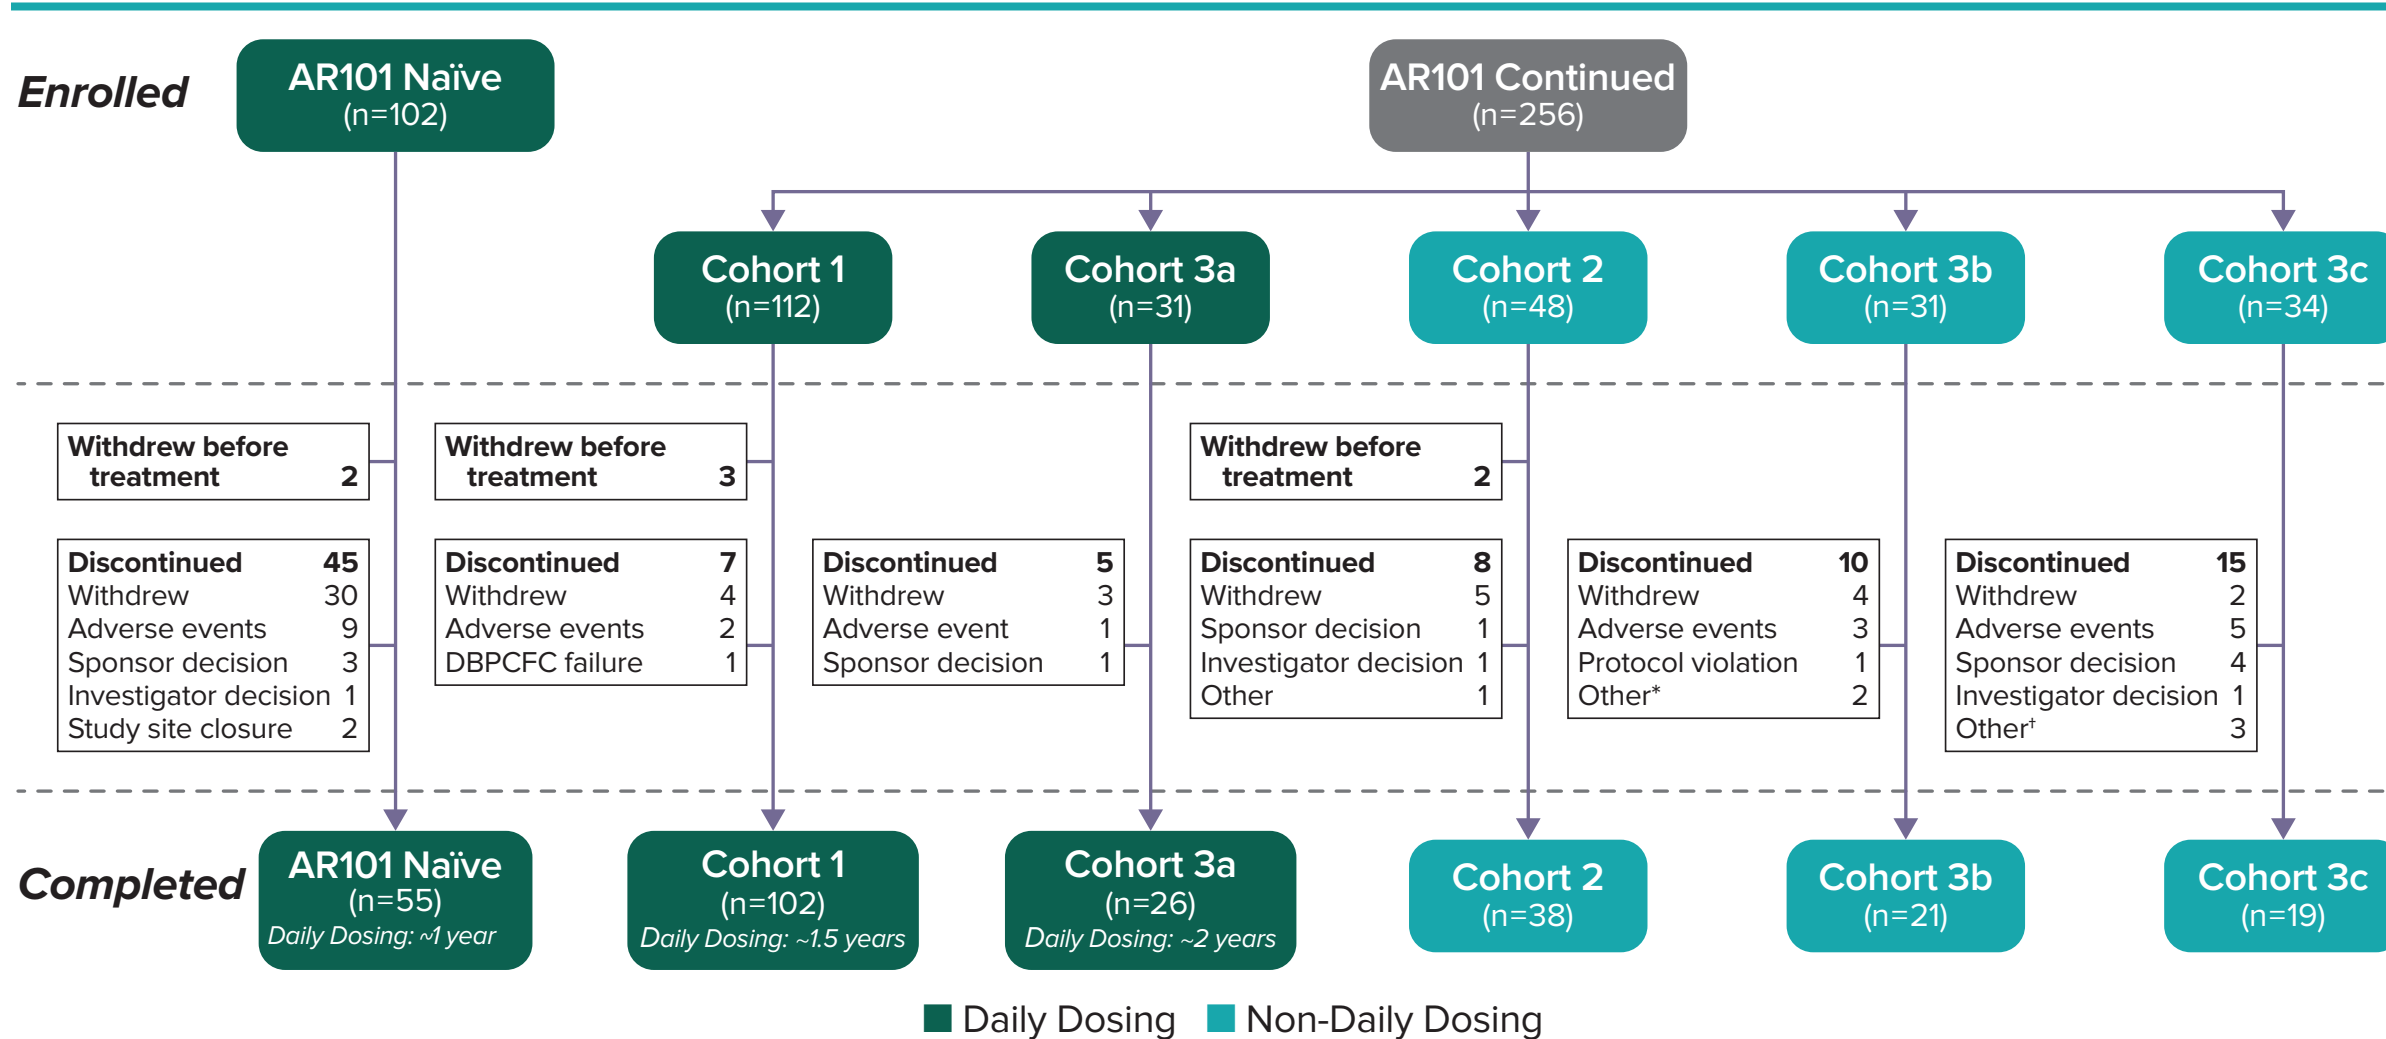 Enrolled
AR101 Naïve
(n=102)
AR101 Continued
(n=256)
Cohort 1
(n=112)
Cohort 3a
(n=31)
Cohort 2
(n=48)
Cohort 3b
(n=31)
Cohort 3c
(n=34)
Withdrew before
treatment 2
Withdrew before
treatment 3
Withdrew before
treatment 2
Discontinued 45
Withdrew 30
Adverse events 9
Sponsor decision 3
Investigator decision 1
Study site closure 2
Discontinued 7
Withdrew 4
Adverse events 2
DBPCFC failure 1
Discontinued 5
Withdrew 3
Adverse event 1
Sponsor decision 1
Discontinued 8
Withdrew 5
Sponsor decision 1
Investigator decision 1
Other 1
Discontinued 10
Withdrew 4
Adverse events 3
Protocol violation 1
Other* 2
Discontinued 15
Withdrew 2
Adverse events 5
Sponsor decision 4
Investigator decision 1
Other† 3
Completed
AR101 Naïve
(n=55)
Daily Dosing: ~1 year
Cohort 1
(n=102)
Daily Dosing: ~1.5 years
Cohort 3a
(n=26)
Daily Dosing: ~2 years
Cohort 2
(n=38)
Cohort 3b
(n=21)
Cohort 3c
(n=19)
Daily Dosing
Non-Daily Dosing